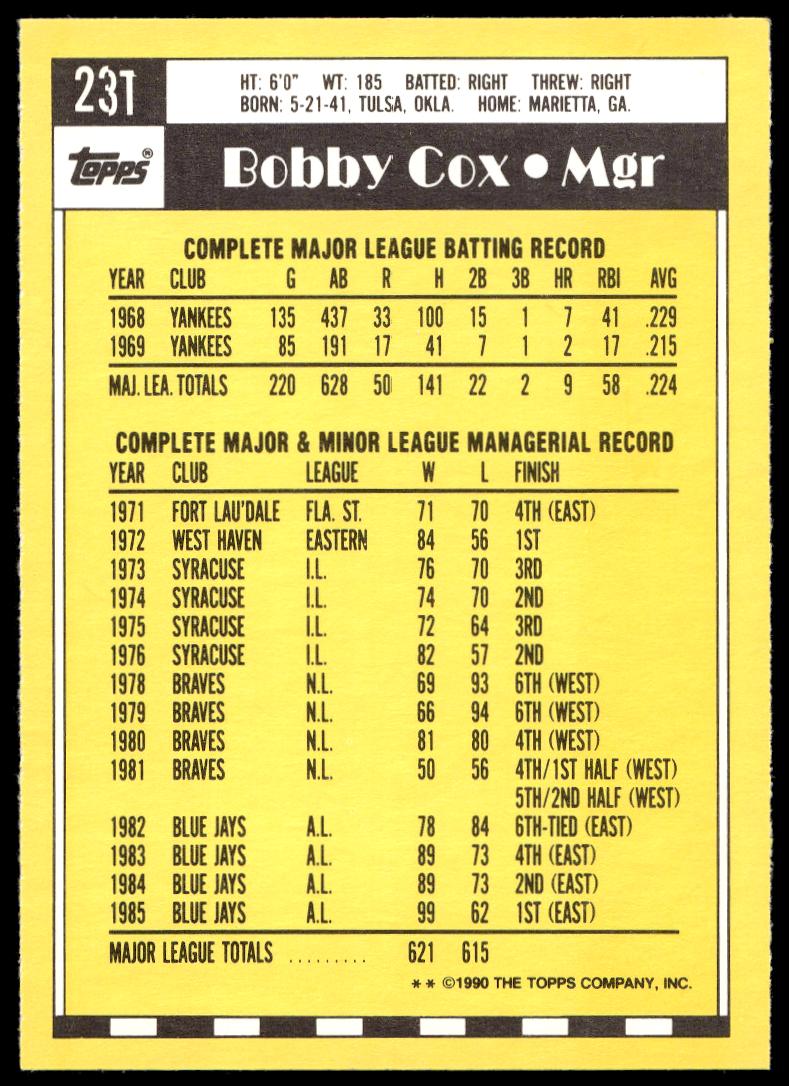 23T
HT: 6'0" WT: 185 BATTED: RIGHT THREW: RIGHT
BORN: 5-21-41, TULSA, OKLA. HOME: MARIETTA, GA.
topps®
Bobby Cox • Mgr
COMPLETE MAJOR LEAGUE BATTING RECORD
YEAR CLUB G AB R H 2B 3B HR RBI AVG
1968 YANKEES 135 437 33 100 15 1 7 41 .229
1969 YANKEES 85 191 17 41 7 1 2 17 .215
MAJ. LEA. TOTALS 220 628 50 141 22 2 9 58 .224
COMPLETE MAJOR & MINOR LEAGUE MANAGERIAL RECORD
YEAR CLUB LEAGUE W L FINISH
1971 FORT LAU'DALE FLA. ST. 71 70 4TH (EAST)
1972 WEST HAVEN EASTERN 84 56 1ST
1973 SYRACUSE I.L. 76 70 3RD
1974 SYRACUSE I.L. 74 70 2ND
1975 SYRACUSE I.L. 72 64 3RD
1976 SYRACUSE I.L. 82 57 2ND
1978 BRAVES N.L. 69 93 6TH (WEST)
1979 BRAVES N.L. 66 94 6TH (WEST)
1980 BRAVES N.L. 81 80 4TH (WEST)
1981 BRAVES N.L. 50 56 4TH/1ST HALF (WEST)
5TH/2ND HALF (WEST)
1982 BLUE JAYS A.L. 78 84 6TH-TIED (EAST)
1983 BLUE JAYS A.L. 89 73 4TH (EAST)
1984 BLUE JAYS A.L. 89 73 2ND (EAST)
1985 BLUE JAYS A.L. 99 62 1ST (EAST)
MAJOR LEAGUE TOTALS ......... 621 615
** ©1990 THE TOPPS COMPANY, INC.